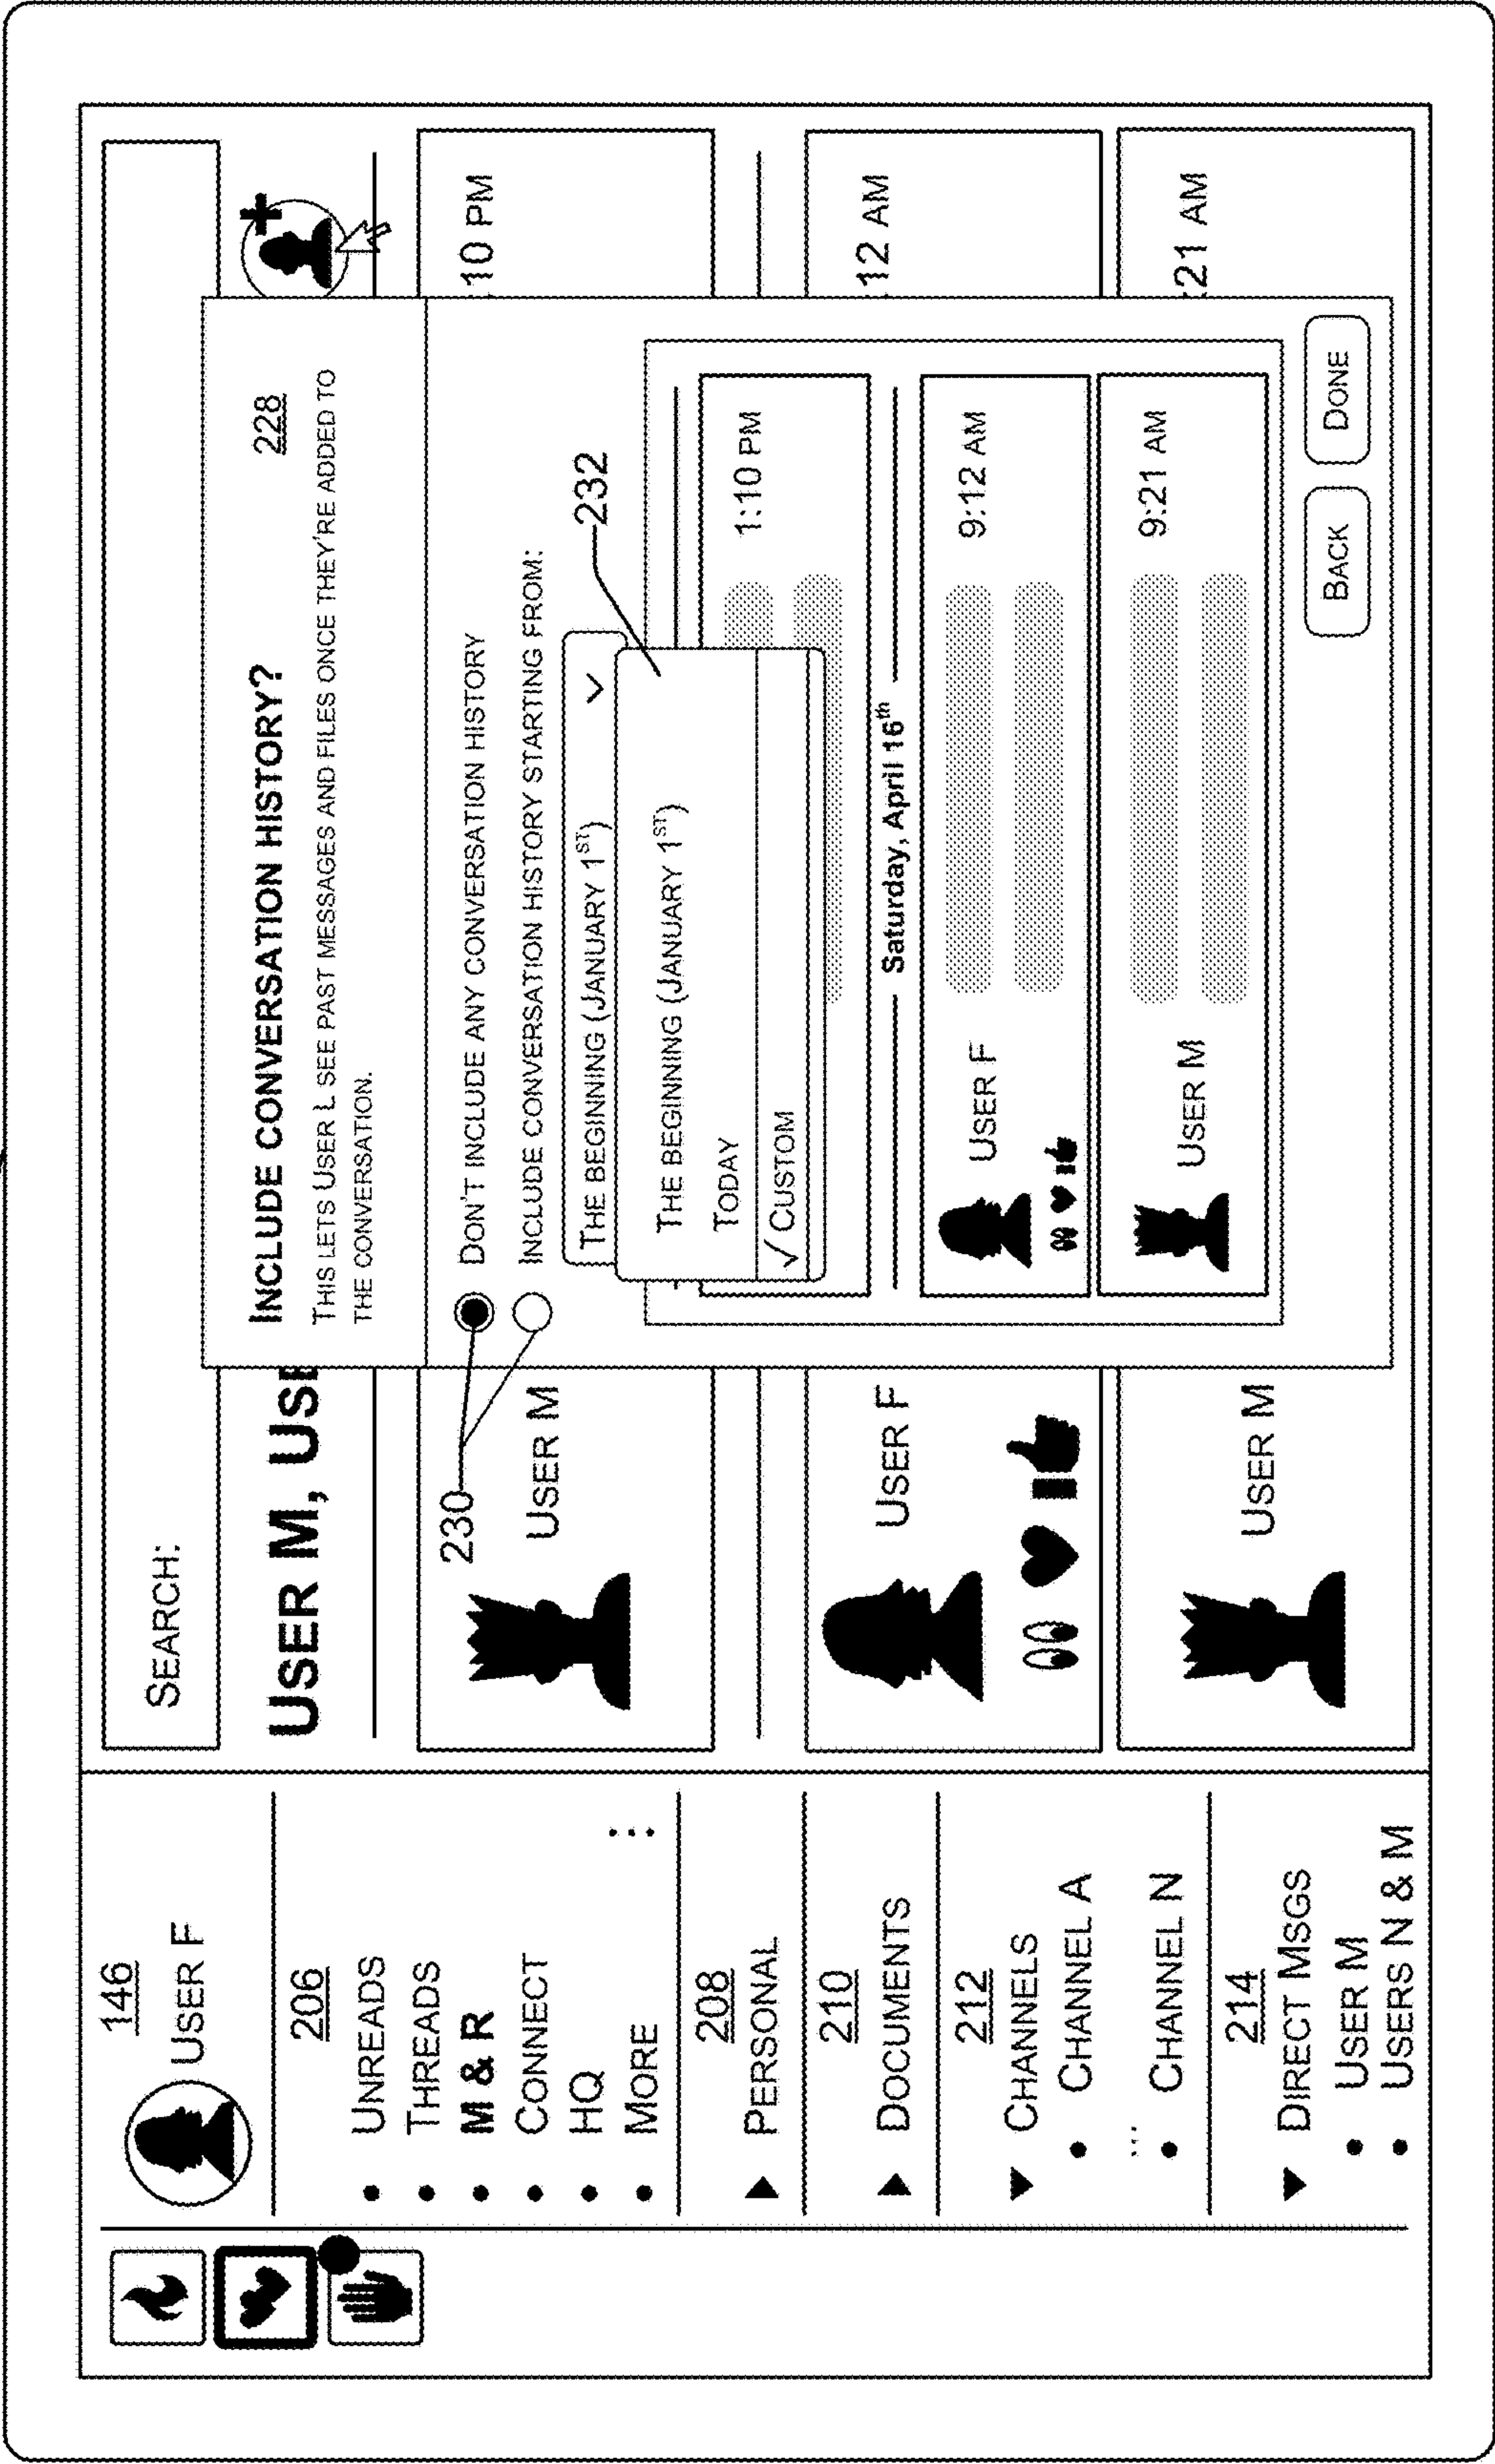 146
USER F
206
• UNREADS
• THREADS
• M & R
• CONNECT
• HQ
• MORE
208
PERSONAL
210
DOCUMENTS
212
CHANNELS
• CHANNEL A
...
• CHANNEL N
214
DIRECT MSGS
• USER M
• USERS N & M
SEARCH:
USER M, USE
230
USER M
10 PM
USER F
12 AM
USER M
:21 AM
INCLUDE CONVERSATION HISTORY? 228
THIS LETS USER L SEE PAST MESSAGES AND FILES ONCE THEY'RE ADDED TO
THE CONVERSATION.
DON'T INCLUDE ANY CONVERSATION HISTORY
INCLUDE CONVERSATION HISTORY STARTING FROM:
THE BEGINNING (JANUARY 1ST)
232
THE BEGINNING (JANUARY 1ST)
TODAY
✓ CUSTOM
1:10 PM
Saturday, April 16th
USER F 9:12 AM
USER M 9:21 AM
BACK DONE